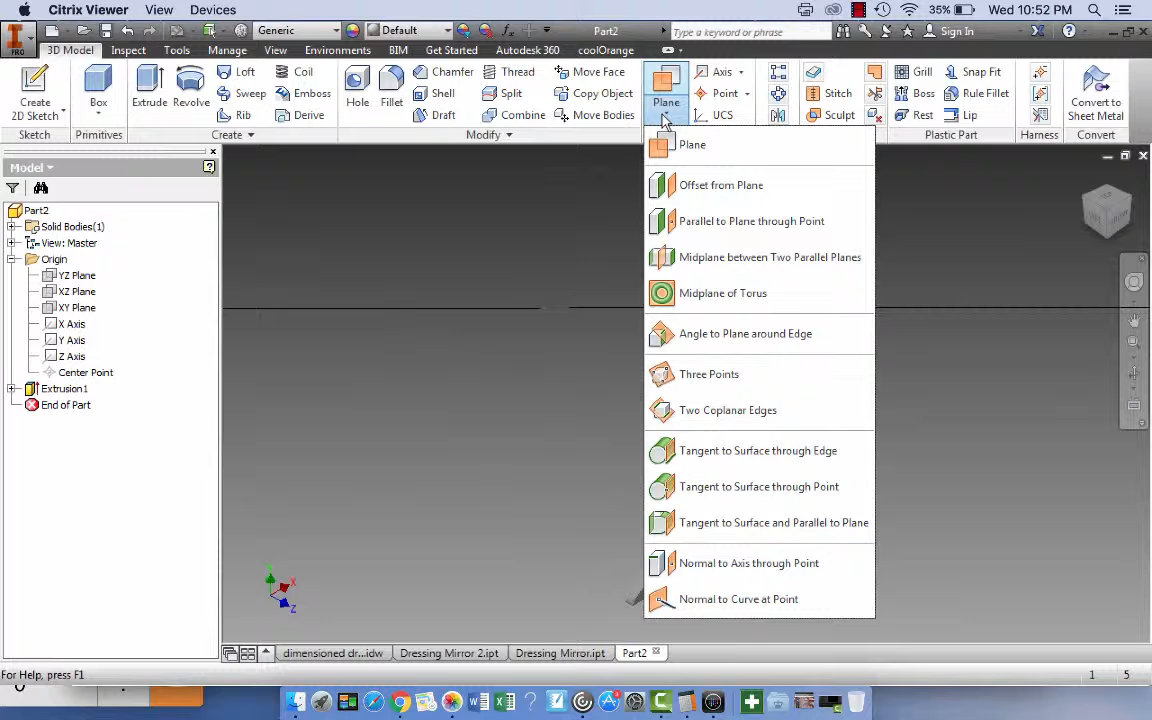 Citrix Viewer View Devices 35% Wed 10:52 PM
PRO Generic Default fx Part2 Type a keyword or phrase Sign In
3D Model Inspect Tools Manage View Environments BIM Get Started Autodesk 360 coolOrange
Loft Coil Chamfer Thread Move Face Axis Grill Snap Fit
Create
2D Sketch
Box Extrude Revolve Sweep Emboss Hole Fillet Shell Split Copy Object Plane Point Stitch Boss Rule Fillet
Convert to
Sheet Metal
Rib Derive Draft Combine Move Bodies UCS Sculpt Rest Lip
Sketch Primitives Create Modify Plastic Part Harness Convert
Model
Part2
Solid Bodies(1)
View: Master
Origin
YZ Plane
XZ Plane
XY Plane
X Axis
Y Axis
Z Axis
Center Point
Extrusion1
End of Part
Plane
Offset from Plane
Parallel to Plane through Point
Midplane between Two Parallel Planes
Midplane of Torus
Angle to Plane around Edge
Three Points
Two Coplanar Edges
Tangent to Surface through Edge
Tangent to Surface through Point
Tangent to Surface and Parallel to Plane
Normal to Axis through Point
Normal to Curve at Point
X
Z
dimensioned dr...idw Dressing Mirror 2.ipt Dressing Mirror.ipt Part2
For Help, press F1 1 5